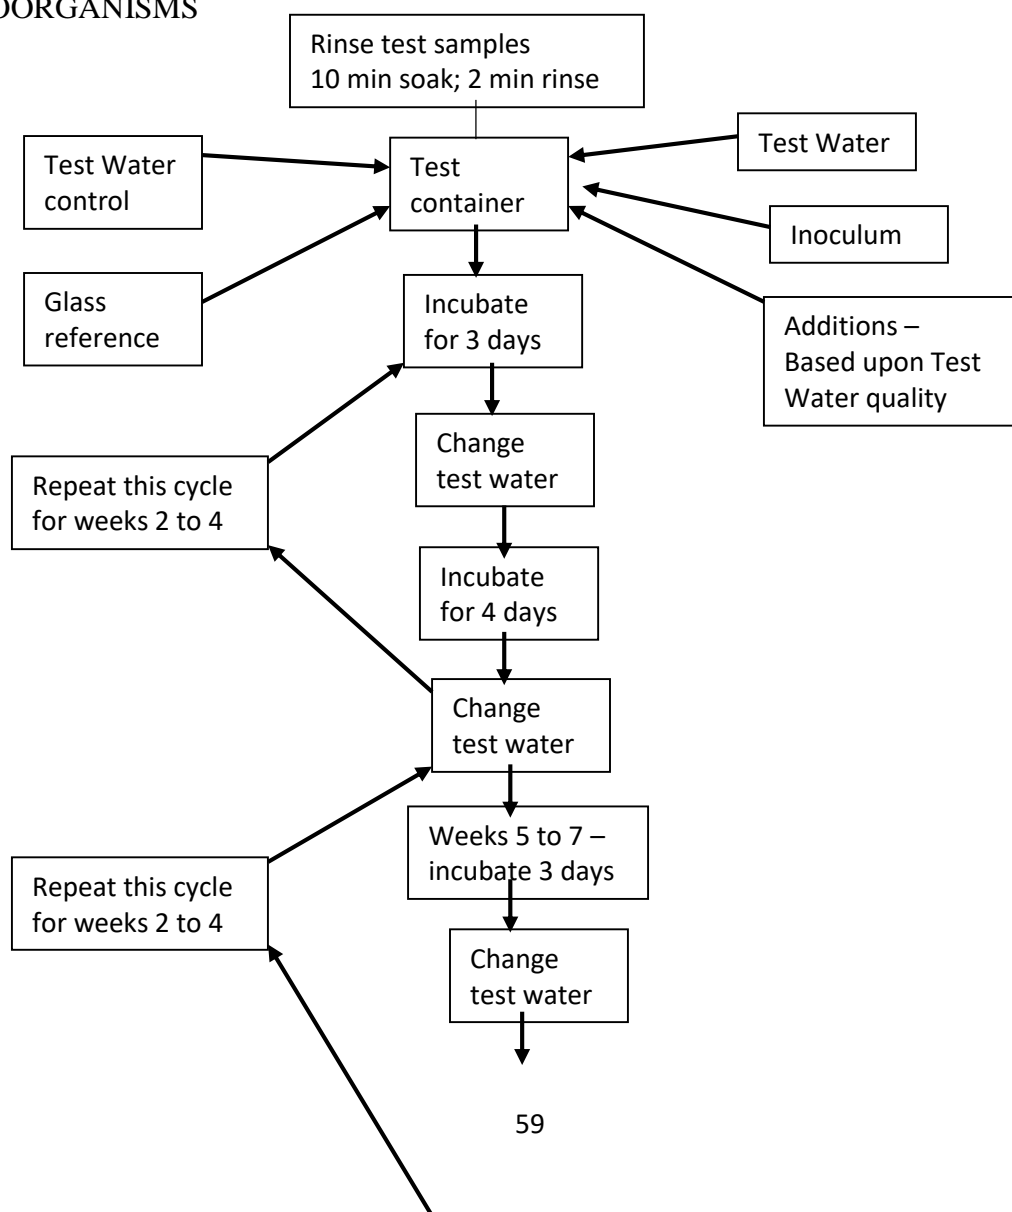 OORGANISMS
Rinse test samples
10 min soak; 2 min rinse
Test Water
control
Test
container
Test Water
Inoculum
Glass
reference
Incubate
for 3 days
Additions –
Based upon Test
Water quality
Change
test water
Repeat this cycle
for weeks 2 to 4
Incubate
for 4 days
Change
test water
Weeks 5 to 7 –
incubate 3 days
Repeat this cycle
for weeks 2 to 4
Change
test water
59